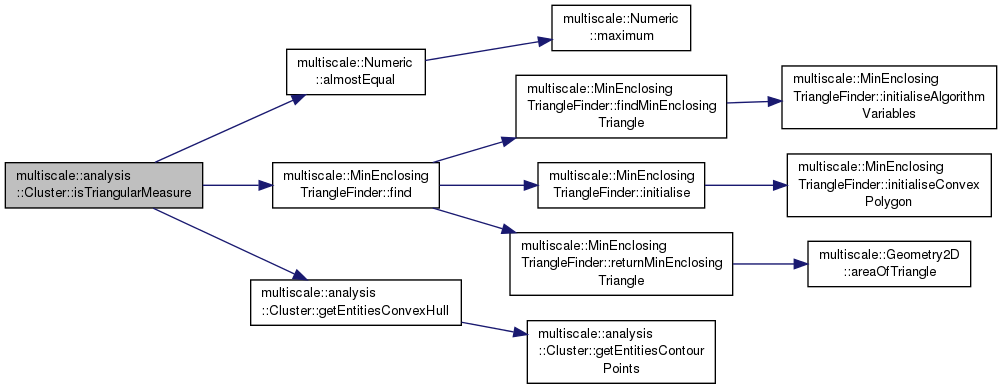 multiscale::analysis
::Cluster::isTriangularMeasure
multiscale::Numeric
::almostEqual
multiscale::Numeric
::maximum
multiscale::MinEnclosing
TriangleFinder::find
multiscale::MinEnclosing
TriangleFinder::findMinEnclosing
Triangle
multiscale::MinEnclosing
TriangleFinder::initialiseAlgorithm
Variables
multiscale::MinEnclosing
TriangleFinder::initialise
multiscale::MinEnclosing
TriangleFinder::initialiseConvex
Polygon
multiscale::MinEnclosing
TriangleFinder::returnMinEnclosing
Triangle
multiscale::Geometry2D
::areaOfTriangle
multiscale::analysis
::Cluster::getEntitiesConvexHull
multiscale::analysis
::Cluster::getEntitiesContour
Points